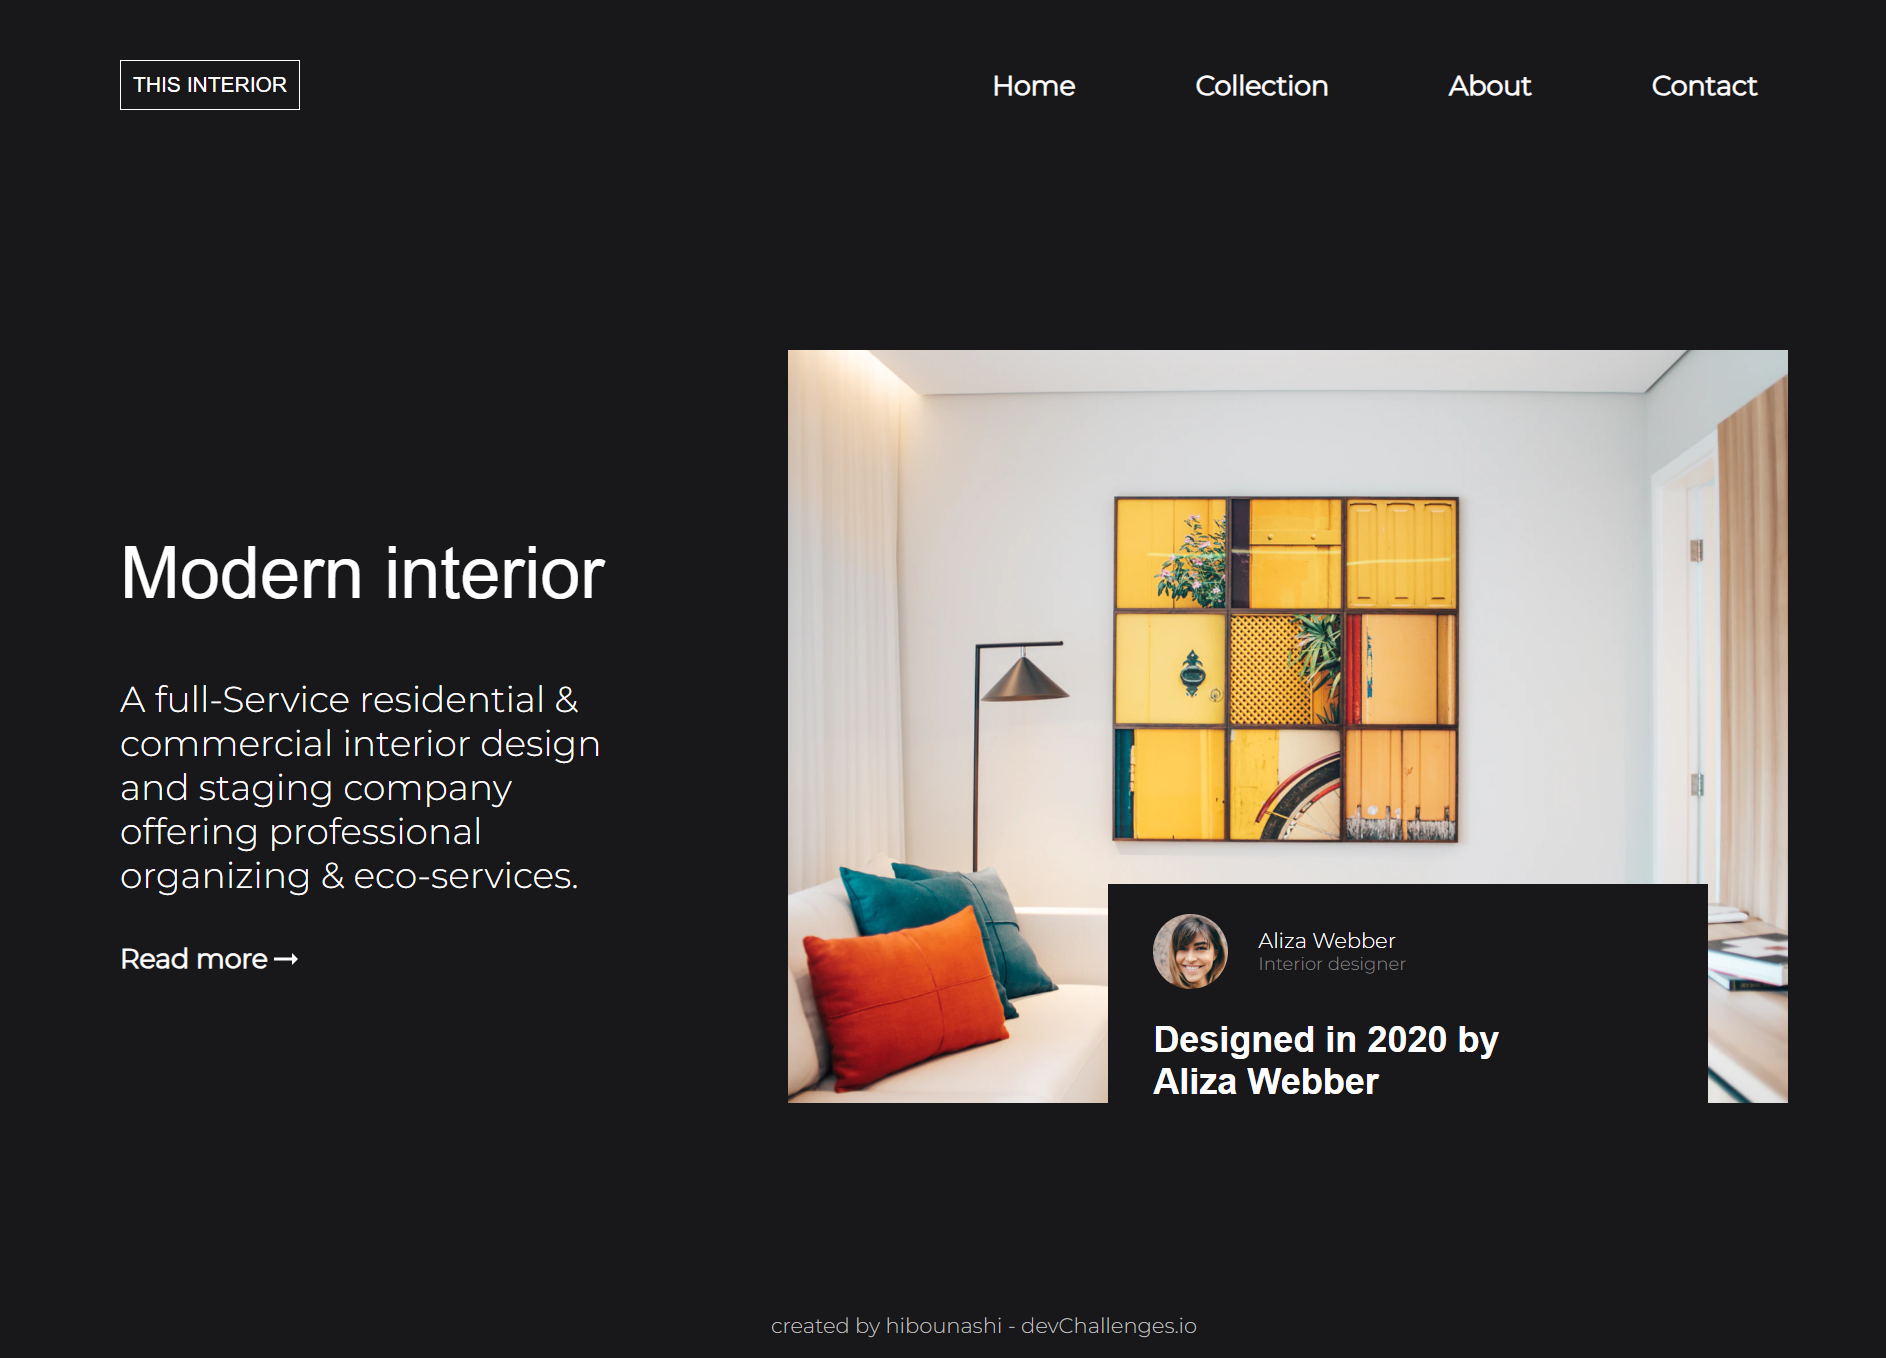 THIS INTERIOR
Home
Collection
About
Contact
Modern interior
A full-Service residential &
commercial interior design
and staging company
offering professional
organizing & eco-services.
Read more →
Aliza Webber
Interior designer
Designed in 2020 by
Aliza Webber
created by hibounashi - devChallenges.io